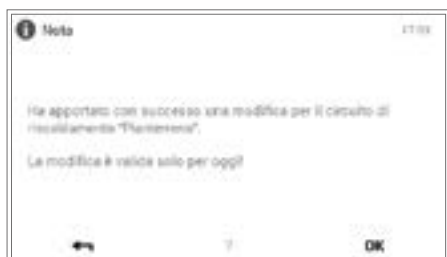 Nota 17:09
Ha apportato con successo una modifica per il circuito di
riscaldamento "Pianterreno".
La modifica è valida solo per oggi!
? OK